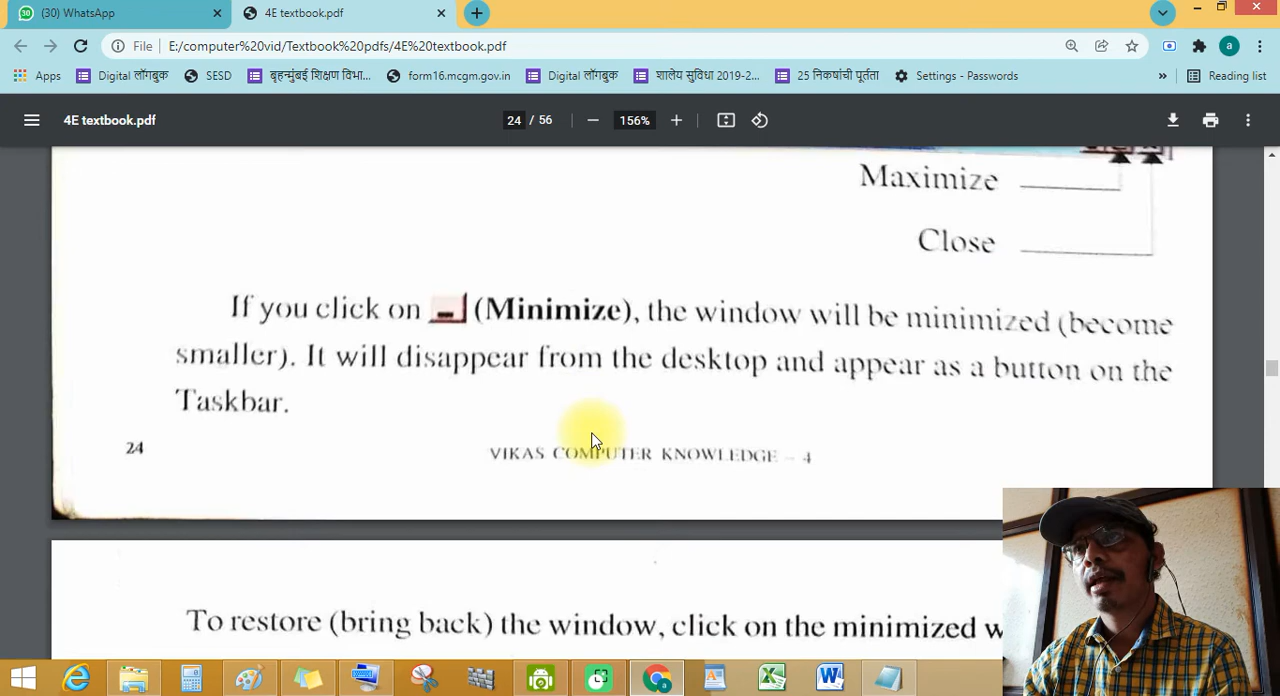 (30) WhatsApp
4E textbook.pdf
File E:/computer%20vid/Textbook%20pdfs/4E%20textbook.pdf
a
Apps Digital लॉगबुक SESD बृहन्मुंबई शिक्षण विभा... form16.mcgm.gov.in Digital लॉगबुक शालेय सुविधा 2019-2... 25 निकषांची पूर्तता Settings - Passwords » Reading list
4E textbook.pdf 24 / 56 156%
Maximize
Close
If you click on (Minimize), the window will be minimized (become
smaller). It will disappear from the desktop and appear as a button on the
Taskbar.
24 VIKAS COMPUTER KNOWLEDGE – 4
To restore (bring back) the window, click on the minimized w